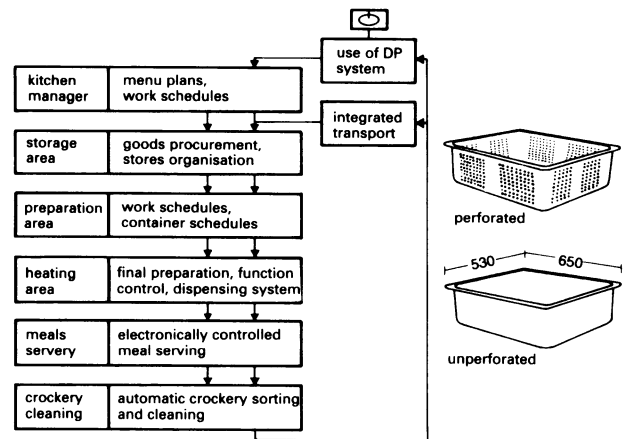 use of DP
system
kitchen
manager
menu plans,
work schedules
integrated
transport
storage
area
goods procurement,
stores organisation
preparation
area
work schedules,
container schedules
perforated
heating
area
final preparation, function
control, dispensing system
530
650
meals
servery
electronically controlled
meal serving
unperforated
crockery
cleaning
automatic crockery sorting
and cleaning